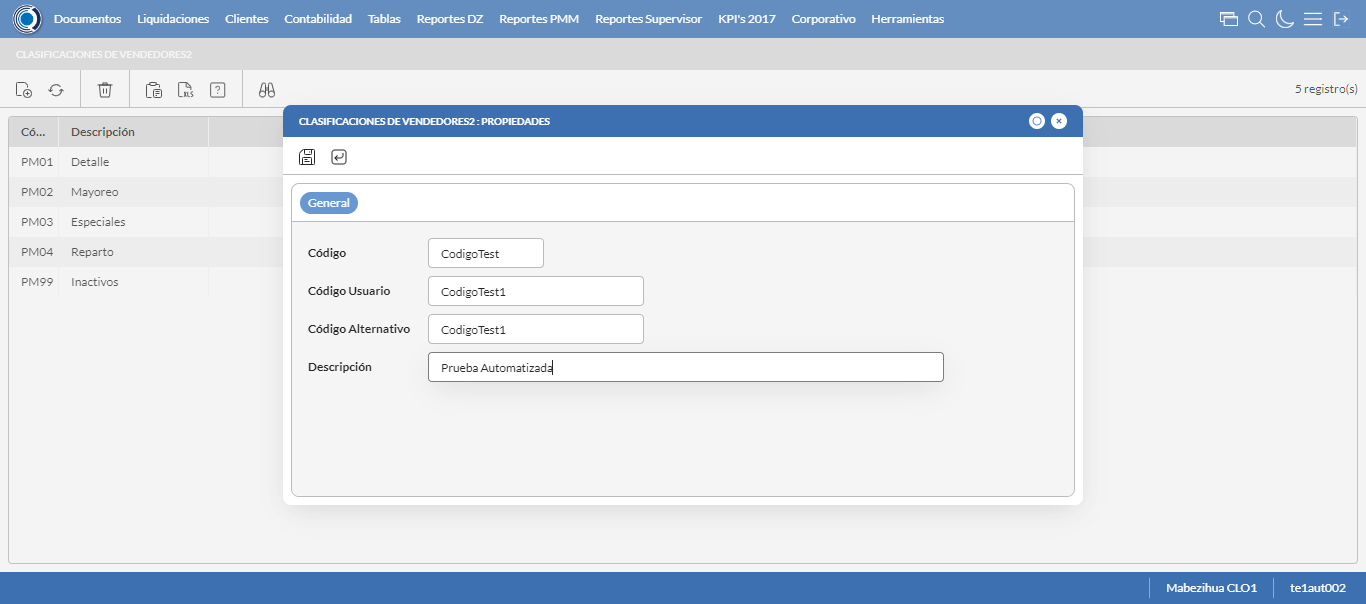 Documentos Liquidaciones Clientes Contabilidad Tablas Reportes DZ Reportes PMM Reportes Supervisor KPI's 2017 Corporativo Herramientas
CLASIFICACIONES DE VENDEDORES2
XLS ? 5 registro(s)
CLASIFICACIONES DE VENDEDORES2 : PROPIEDADES
Có... Descripción
PM01 Detalle
PM02 Mayoreo
PM03 Especiales
PM04 Reparto
PM99 Inactivos
General
Código CodigoTest
Código Usuario CodigoTest1
Código Alternativo CodigoTest1
Descripción Prueba Automatizada
Mabezihua CLO1 te1aut002